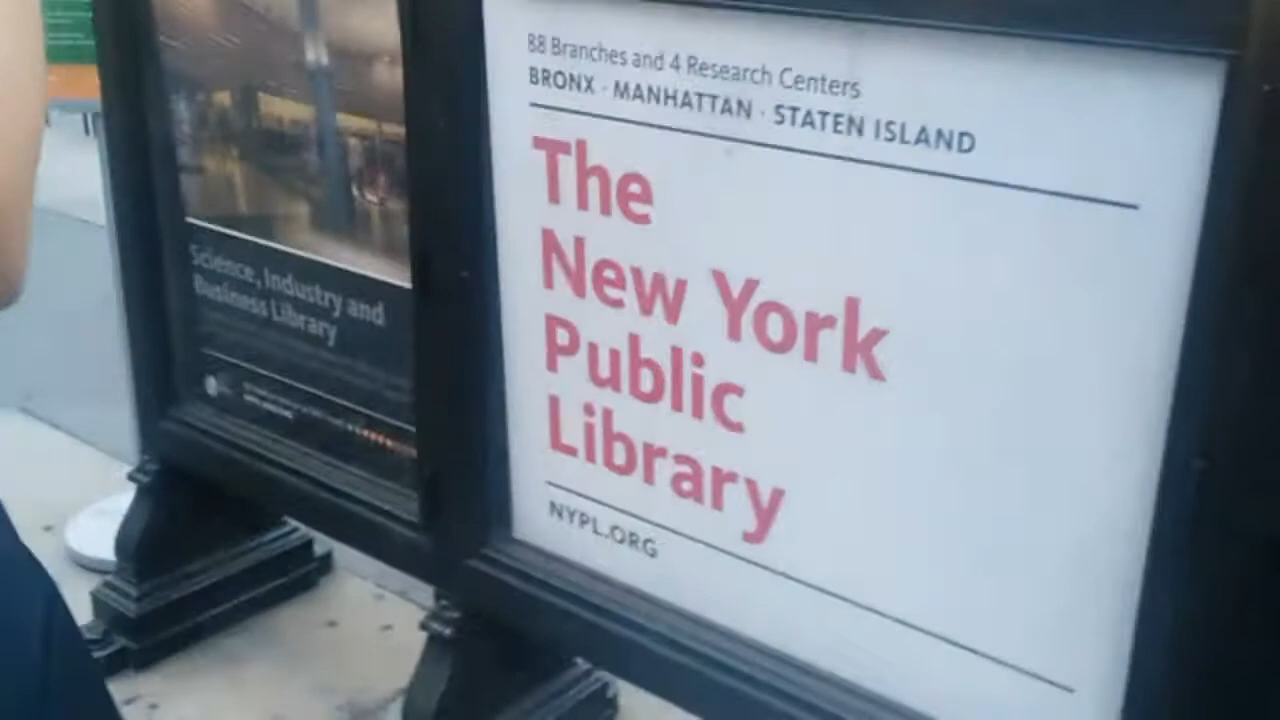 88 Branches and 4 Research Centers
BRONX · MANHATTAN · STATEN ISLAND
The
New York
Public
Library
NYPL.ORG
Science, Industry and
Business Library